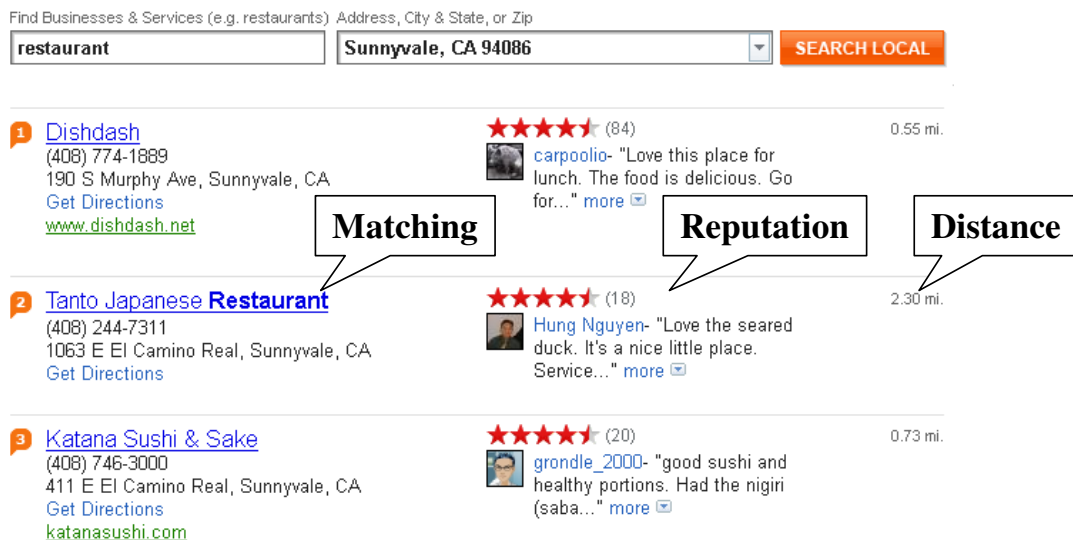 Find Businesses & Services (e.g. restaurants) Address, City & State, or Zip
restaurant Sunnyvale, CA 94086 SEARCH LOCAL
1 Dishdash (84) 0.55 mi.
(408) 774-1889 carpoolio- "Love this place for
190 S Murphy Ave, Sunnyvale, CA lunch. The food is delicious. Go
Get Directions for..." more
www.dishdash.net
Matching Reputation Distance
2 Tanto Japanese Restaurant (18) 2.30 mi.
(408) 244-7311 Hung Nguyen- "Love the seared
1063 E El Camino Real, Sunnyvale, CA duck. It's a nice little place.
Get Directions Service..." more
3 Katana Sushi & Sake (20) 0.73 mi.
(408) 746-3000 grondle_2000- "good sushi and
411 E El Camino Real, Sunnyvale, CA healthy portions. Had the nigiri
Get Directions (saba..." more
katanasushi.com